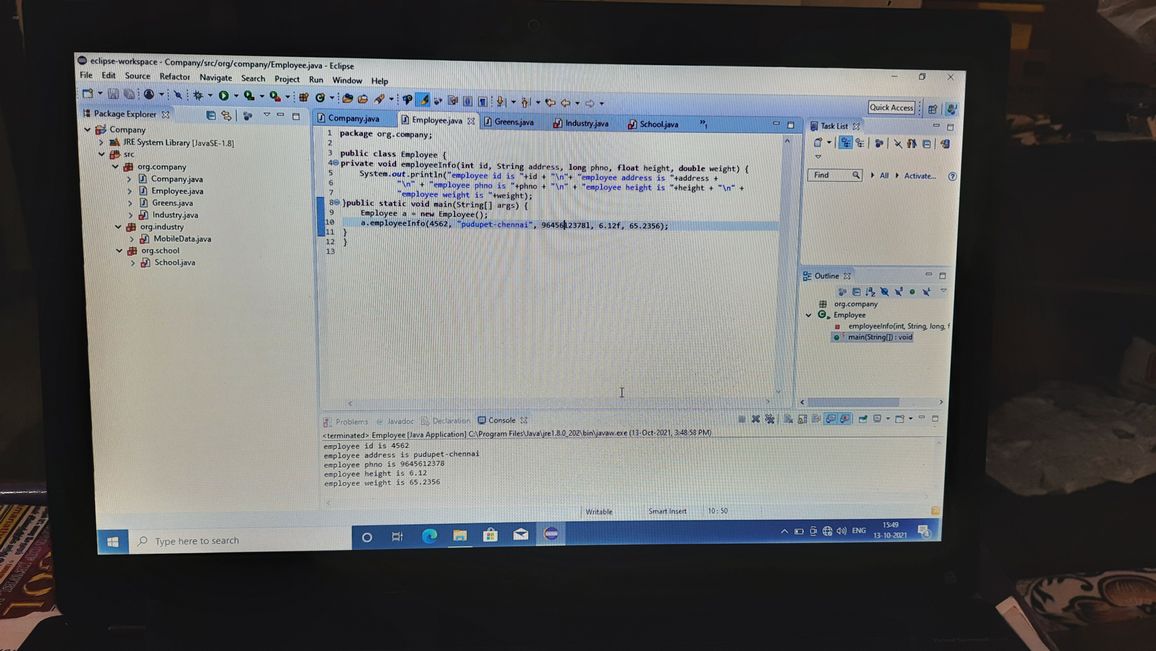 eclipse-workspace - Company/src/org/company/Employee.java - Eclipse
File Edit Source Refactor Navigate Search Project Run Window Help
Quick Access
Package Explorer
Company
JRE System Library [JavaSE-1.8]
src
org.company
Company.java
Employee.java
Greens.java
Industry.java
org.industry
MobileData.java
org.school
School.java
Company.java Employee.java Greens.java Industry.java School.java
1 package org.company;
2
3 public class Employee {
4 private void employeeInfo(int id, String address, long phno, float height, double weight) {
5 System.out.println("employee id is "+id + "\n"+ "employee address is "+address +
6 "\n" + "employee phno is "+phno + "\n" + "employee height is "+height + "\n" +
7 "employee weight is "+weight);
8 }public static void main(String[] args) {
9 Employee a = new Employee();
10 a.employeeInfo(4562, "pudupet-chennai", 9645612378l, 6.12f, 65.2356);
11 }
12 }
13
Task List
Find All Activate...
Outline
org.company
Employee
employeeInfo(int, String, long, f
main(String[]) : void
Problems Javadoc Declaration Console
<terminated> Employee [Java Application] C:\Program Files\Java\jre1.8.0_202\bin\javaw.exe (13-Oct-2021, 3:48:58 PM)
employee id is 4562
employee address is pudupet-chennai
employee phno is 9645612378
employee height is 6.12
employee weight is 65.2356
Writable Smart Insert 10 : 50
Type here to search
ENG
15:49
13-10-2021